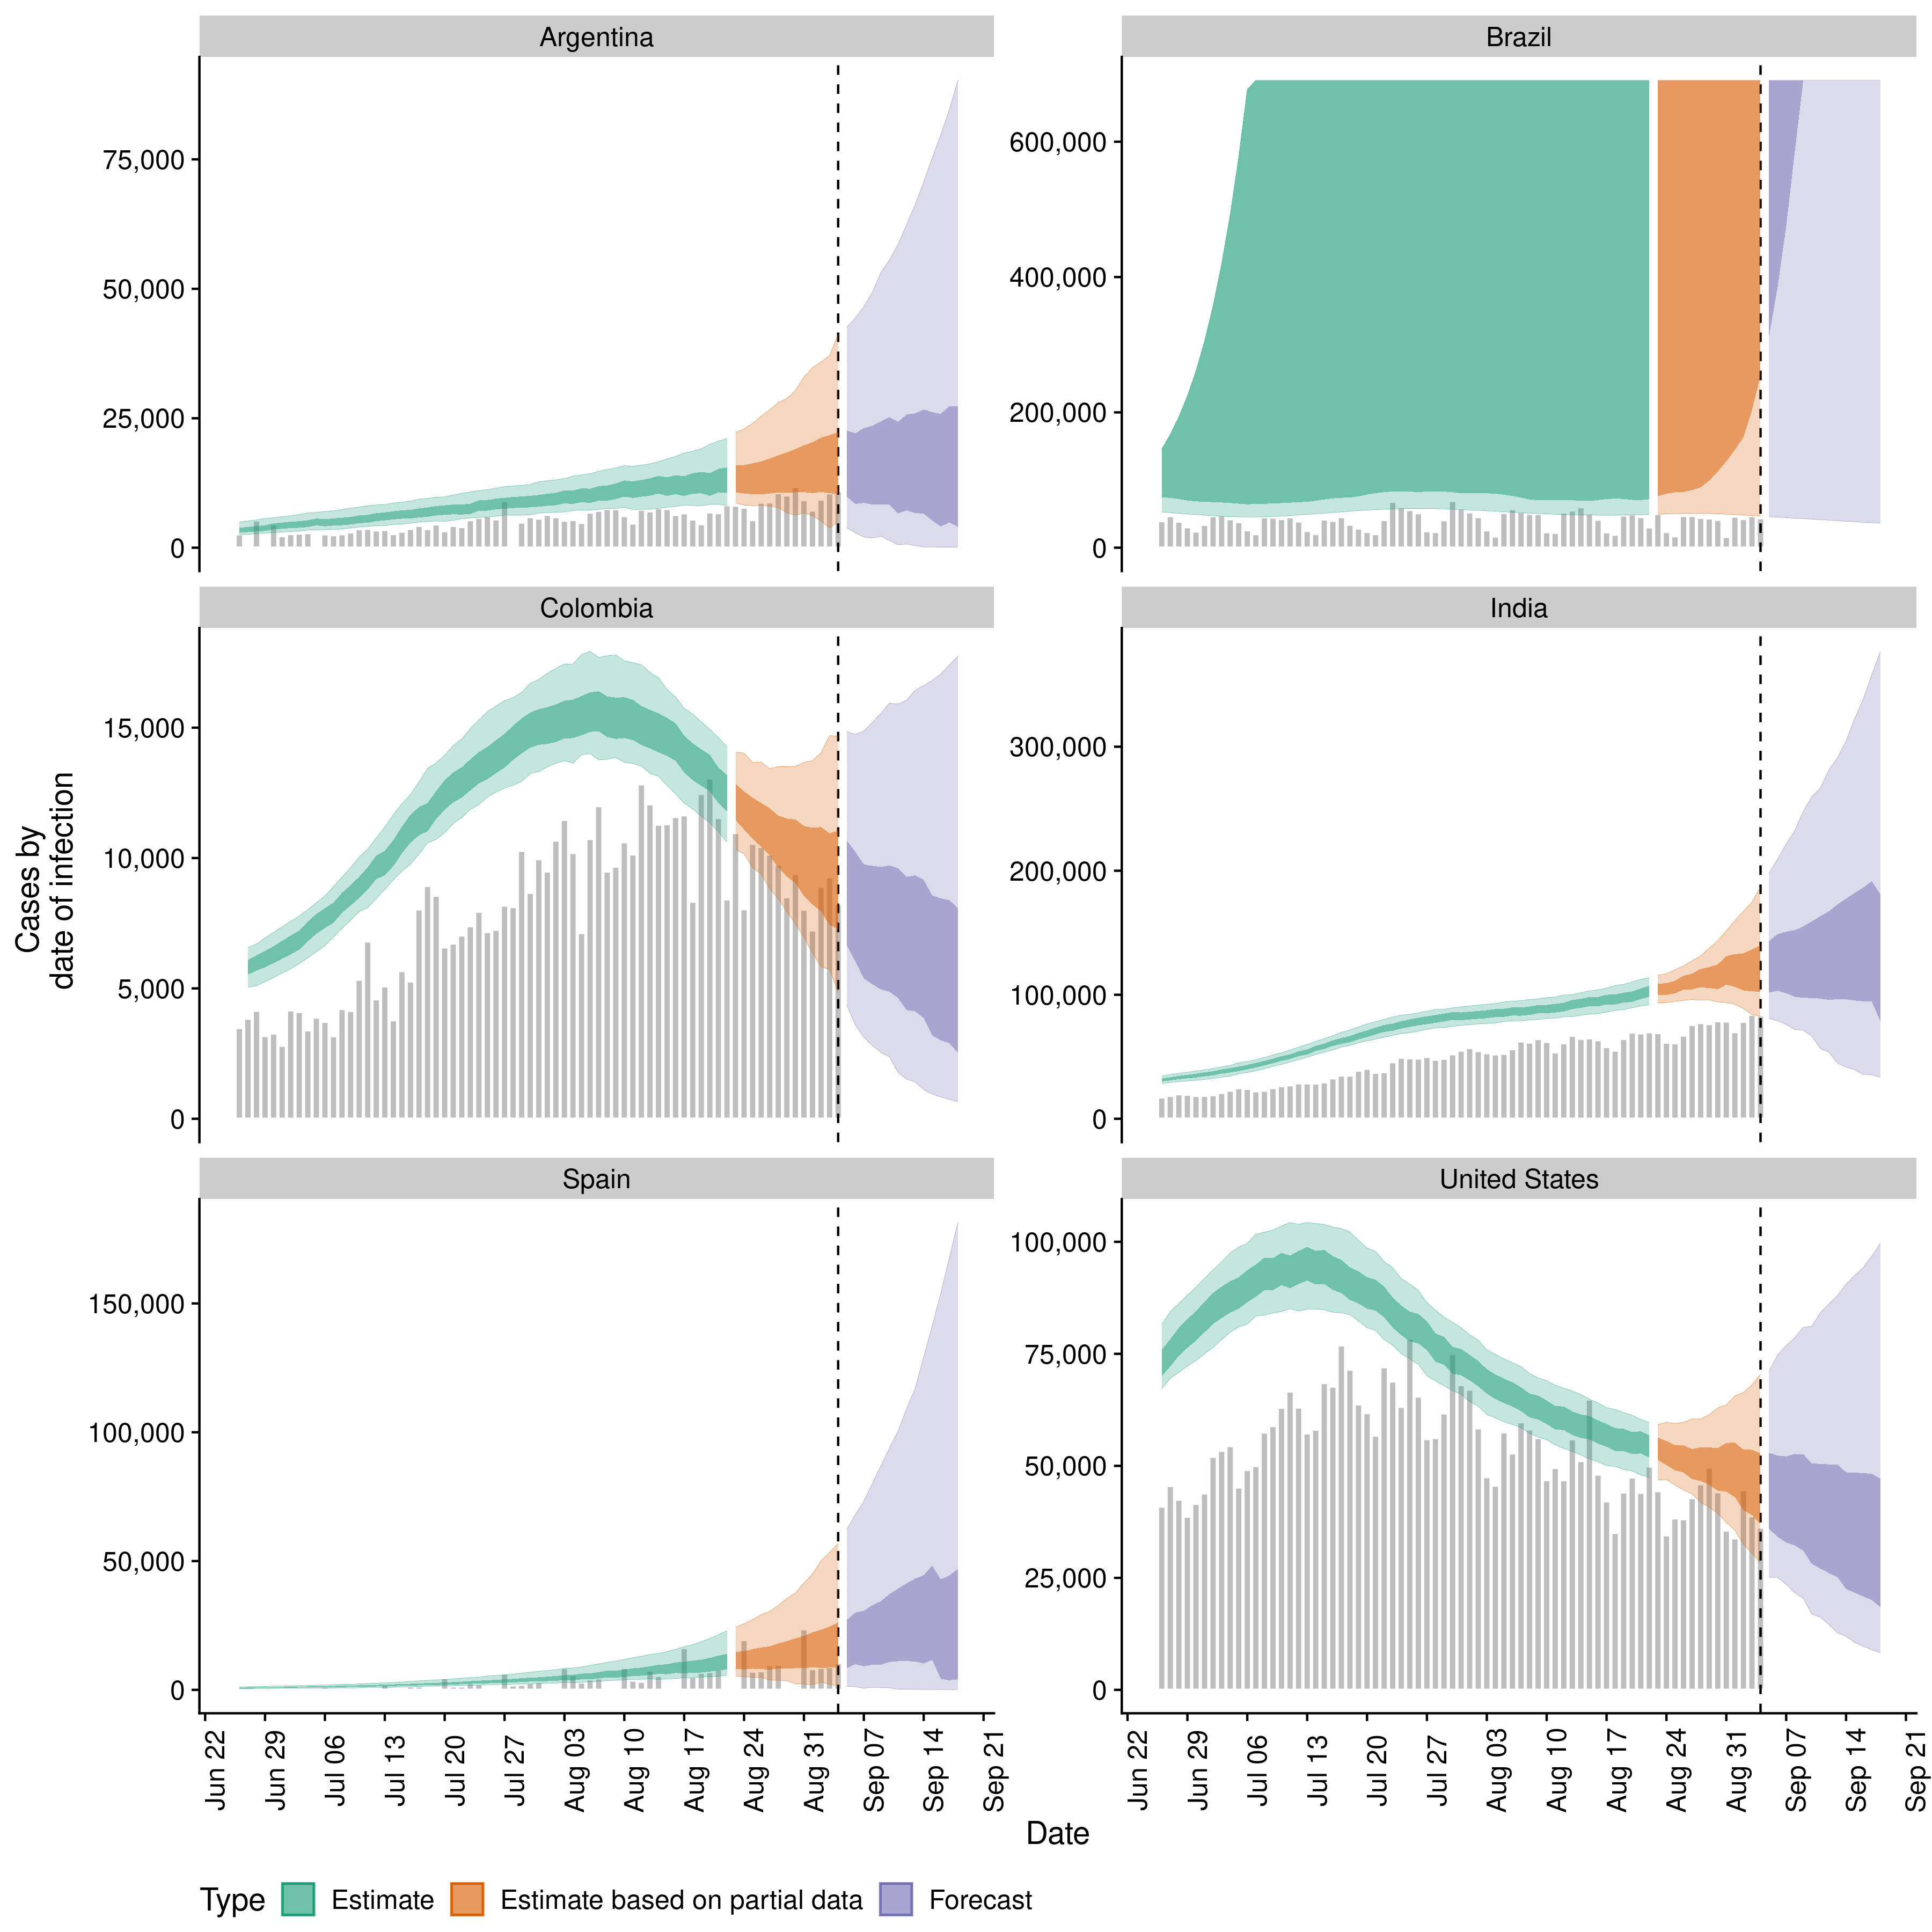 Argentina
Brazil
75,000
50,000
25,000
0
600,000
400,000
200,000
0
Colombia
India
15,000
10,000
5,000
0
300,000
200,000
100,000
0
Cases by
date of infection
Spain
United States
150,000
100,000
50,000
0
100,000
75,000
50,000
25,000
0
Jun 22
Jun 29
Jul 06
Jul 13
Jul 20
Jul 27
Aug 03
Aug 10
Aug 17
Aug 24
Aug 31
Sep 07
Sep 14
Sep 21
Jun 22
Jun 29
Jul 06
Jul 13
Jul 20
Jul 27
Aug 03
Aug 10
Aug 17
Aug 24
Aug 31
Sep 07
Sep 14
Sep 21
Date
Type Estimate Estimate based on partial data Forecast